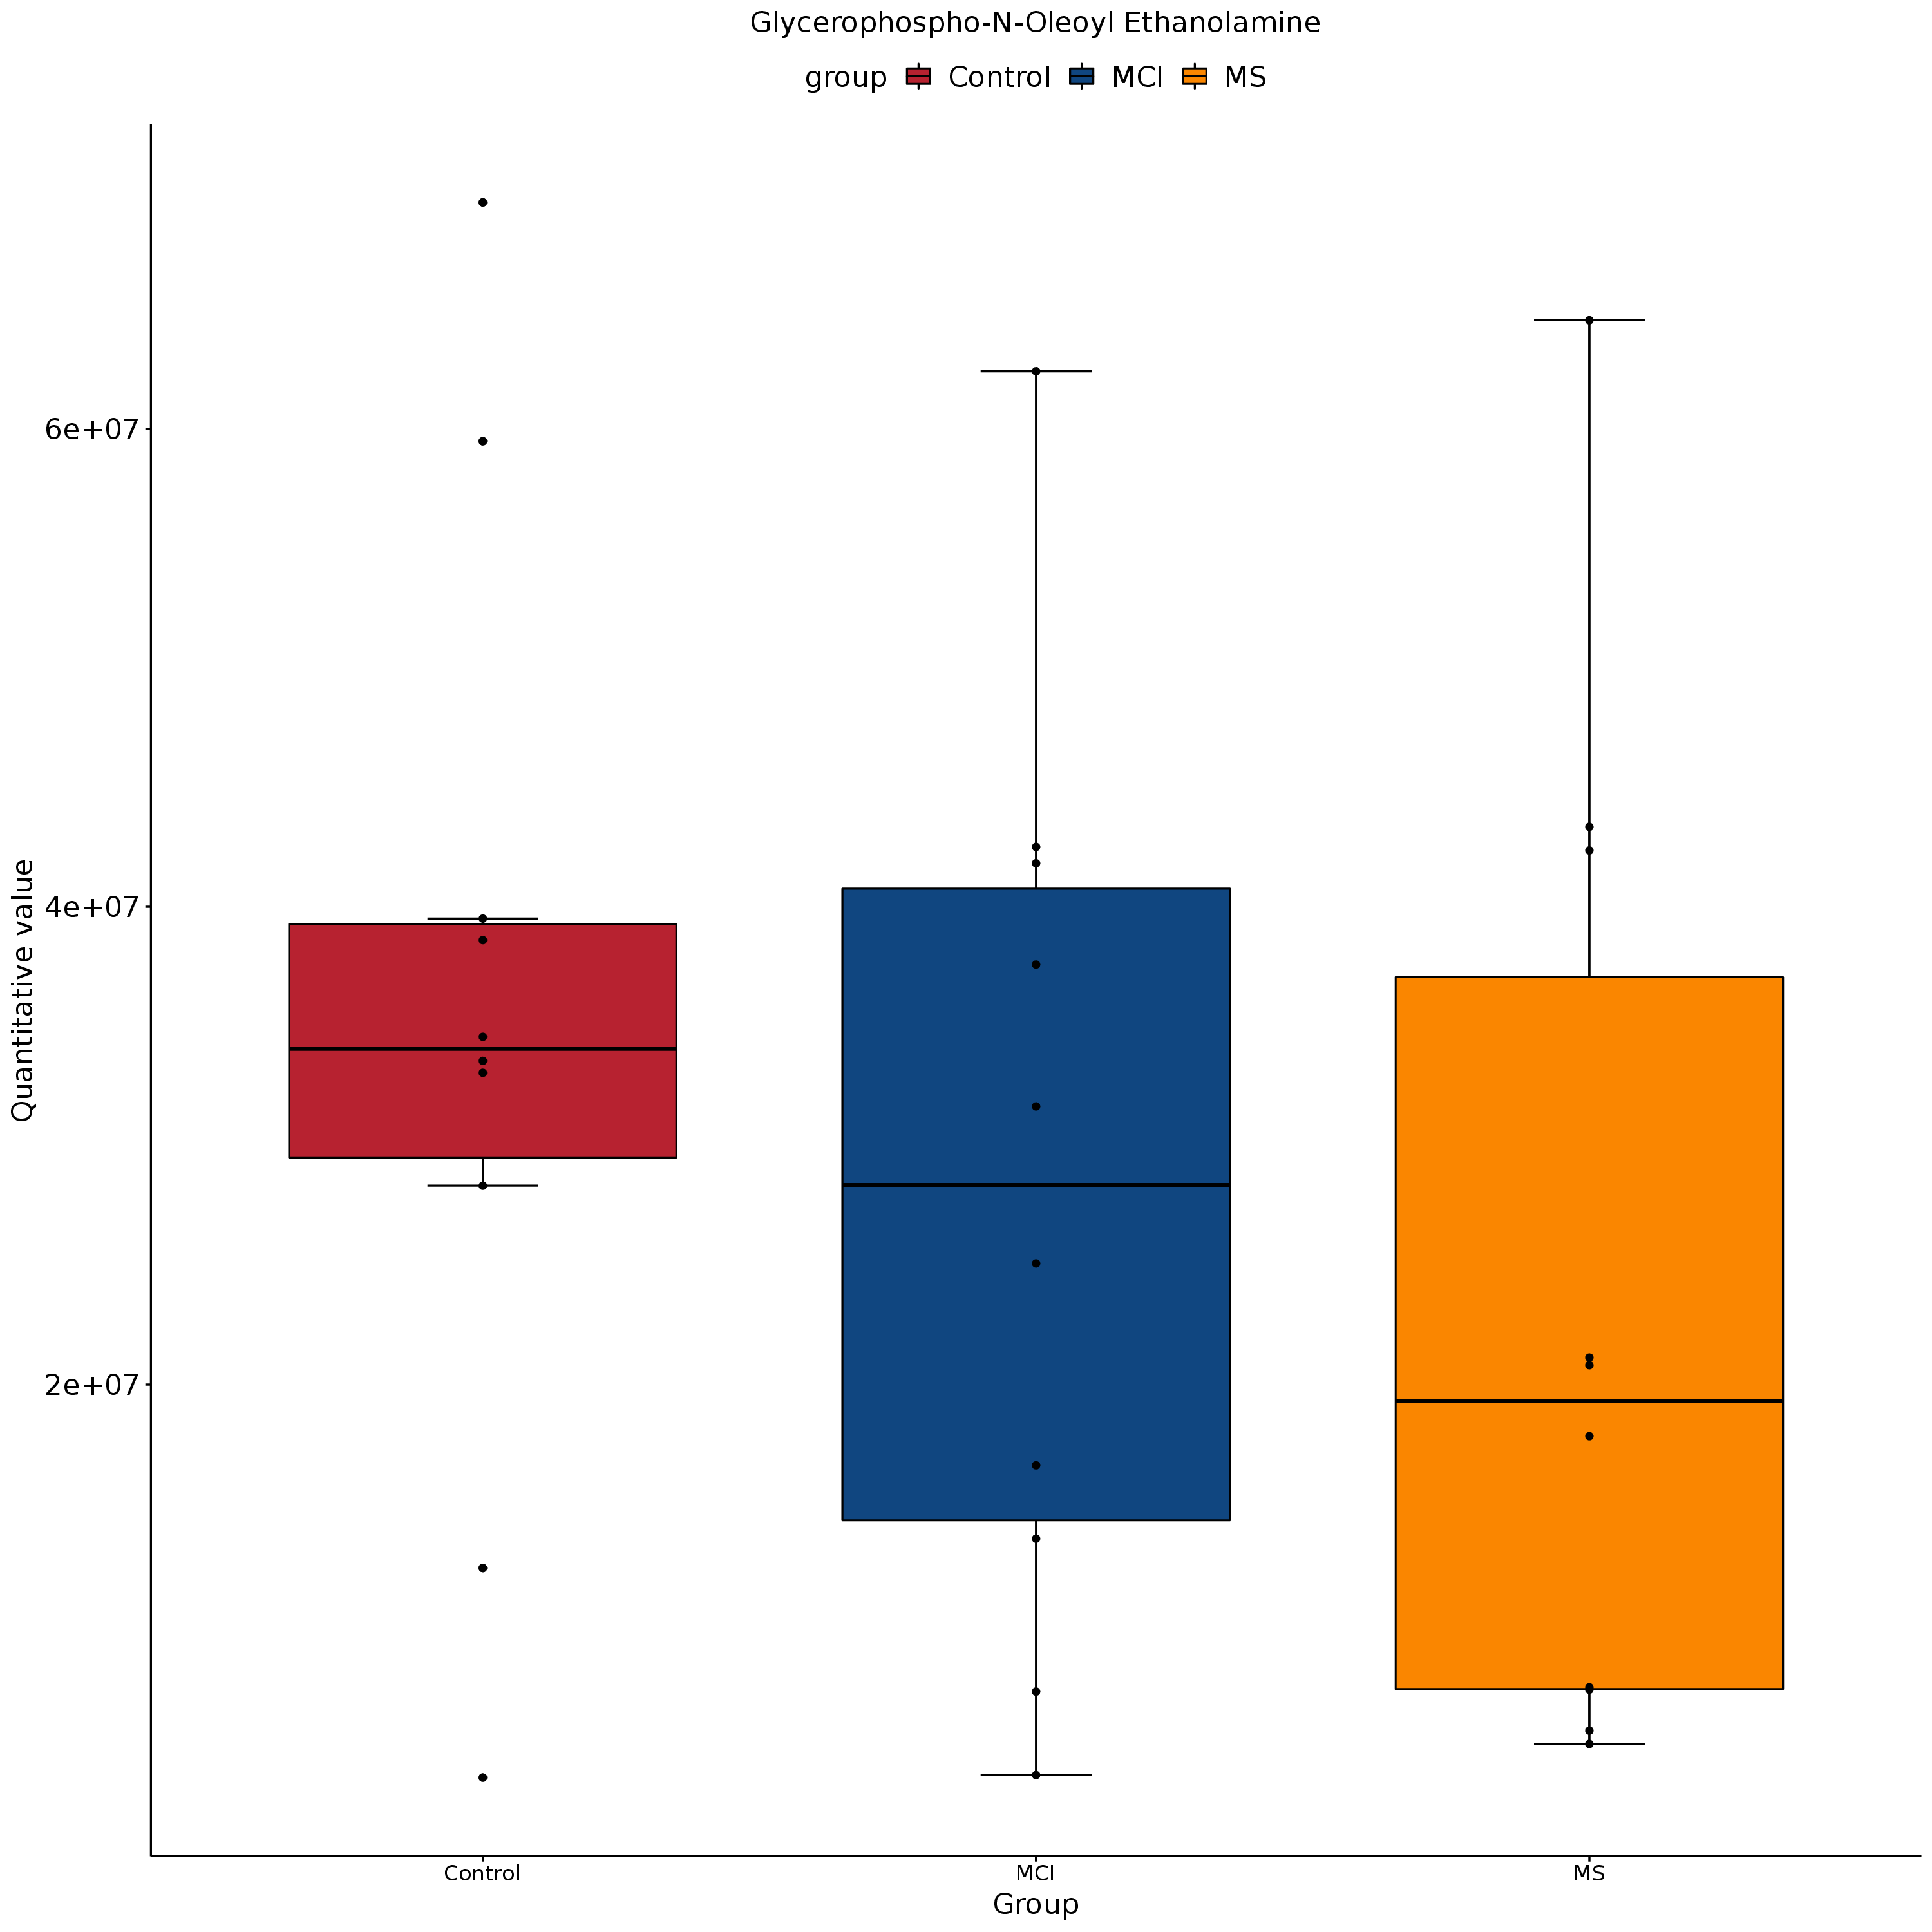 Glycerophospho-N-Oleoyl Ethanolamine
group Control MCI MS
6e+07
4e+07
2e+07
Quantitative value
Control MCI MS
Group